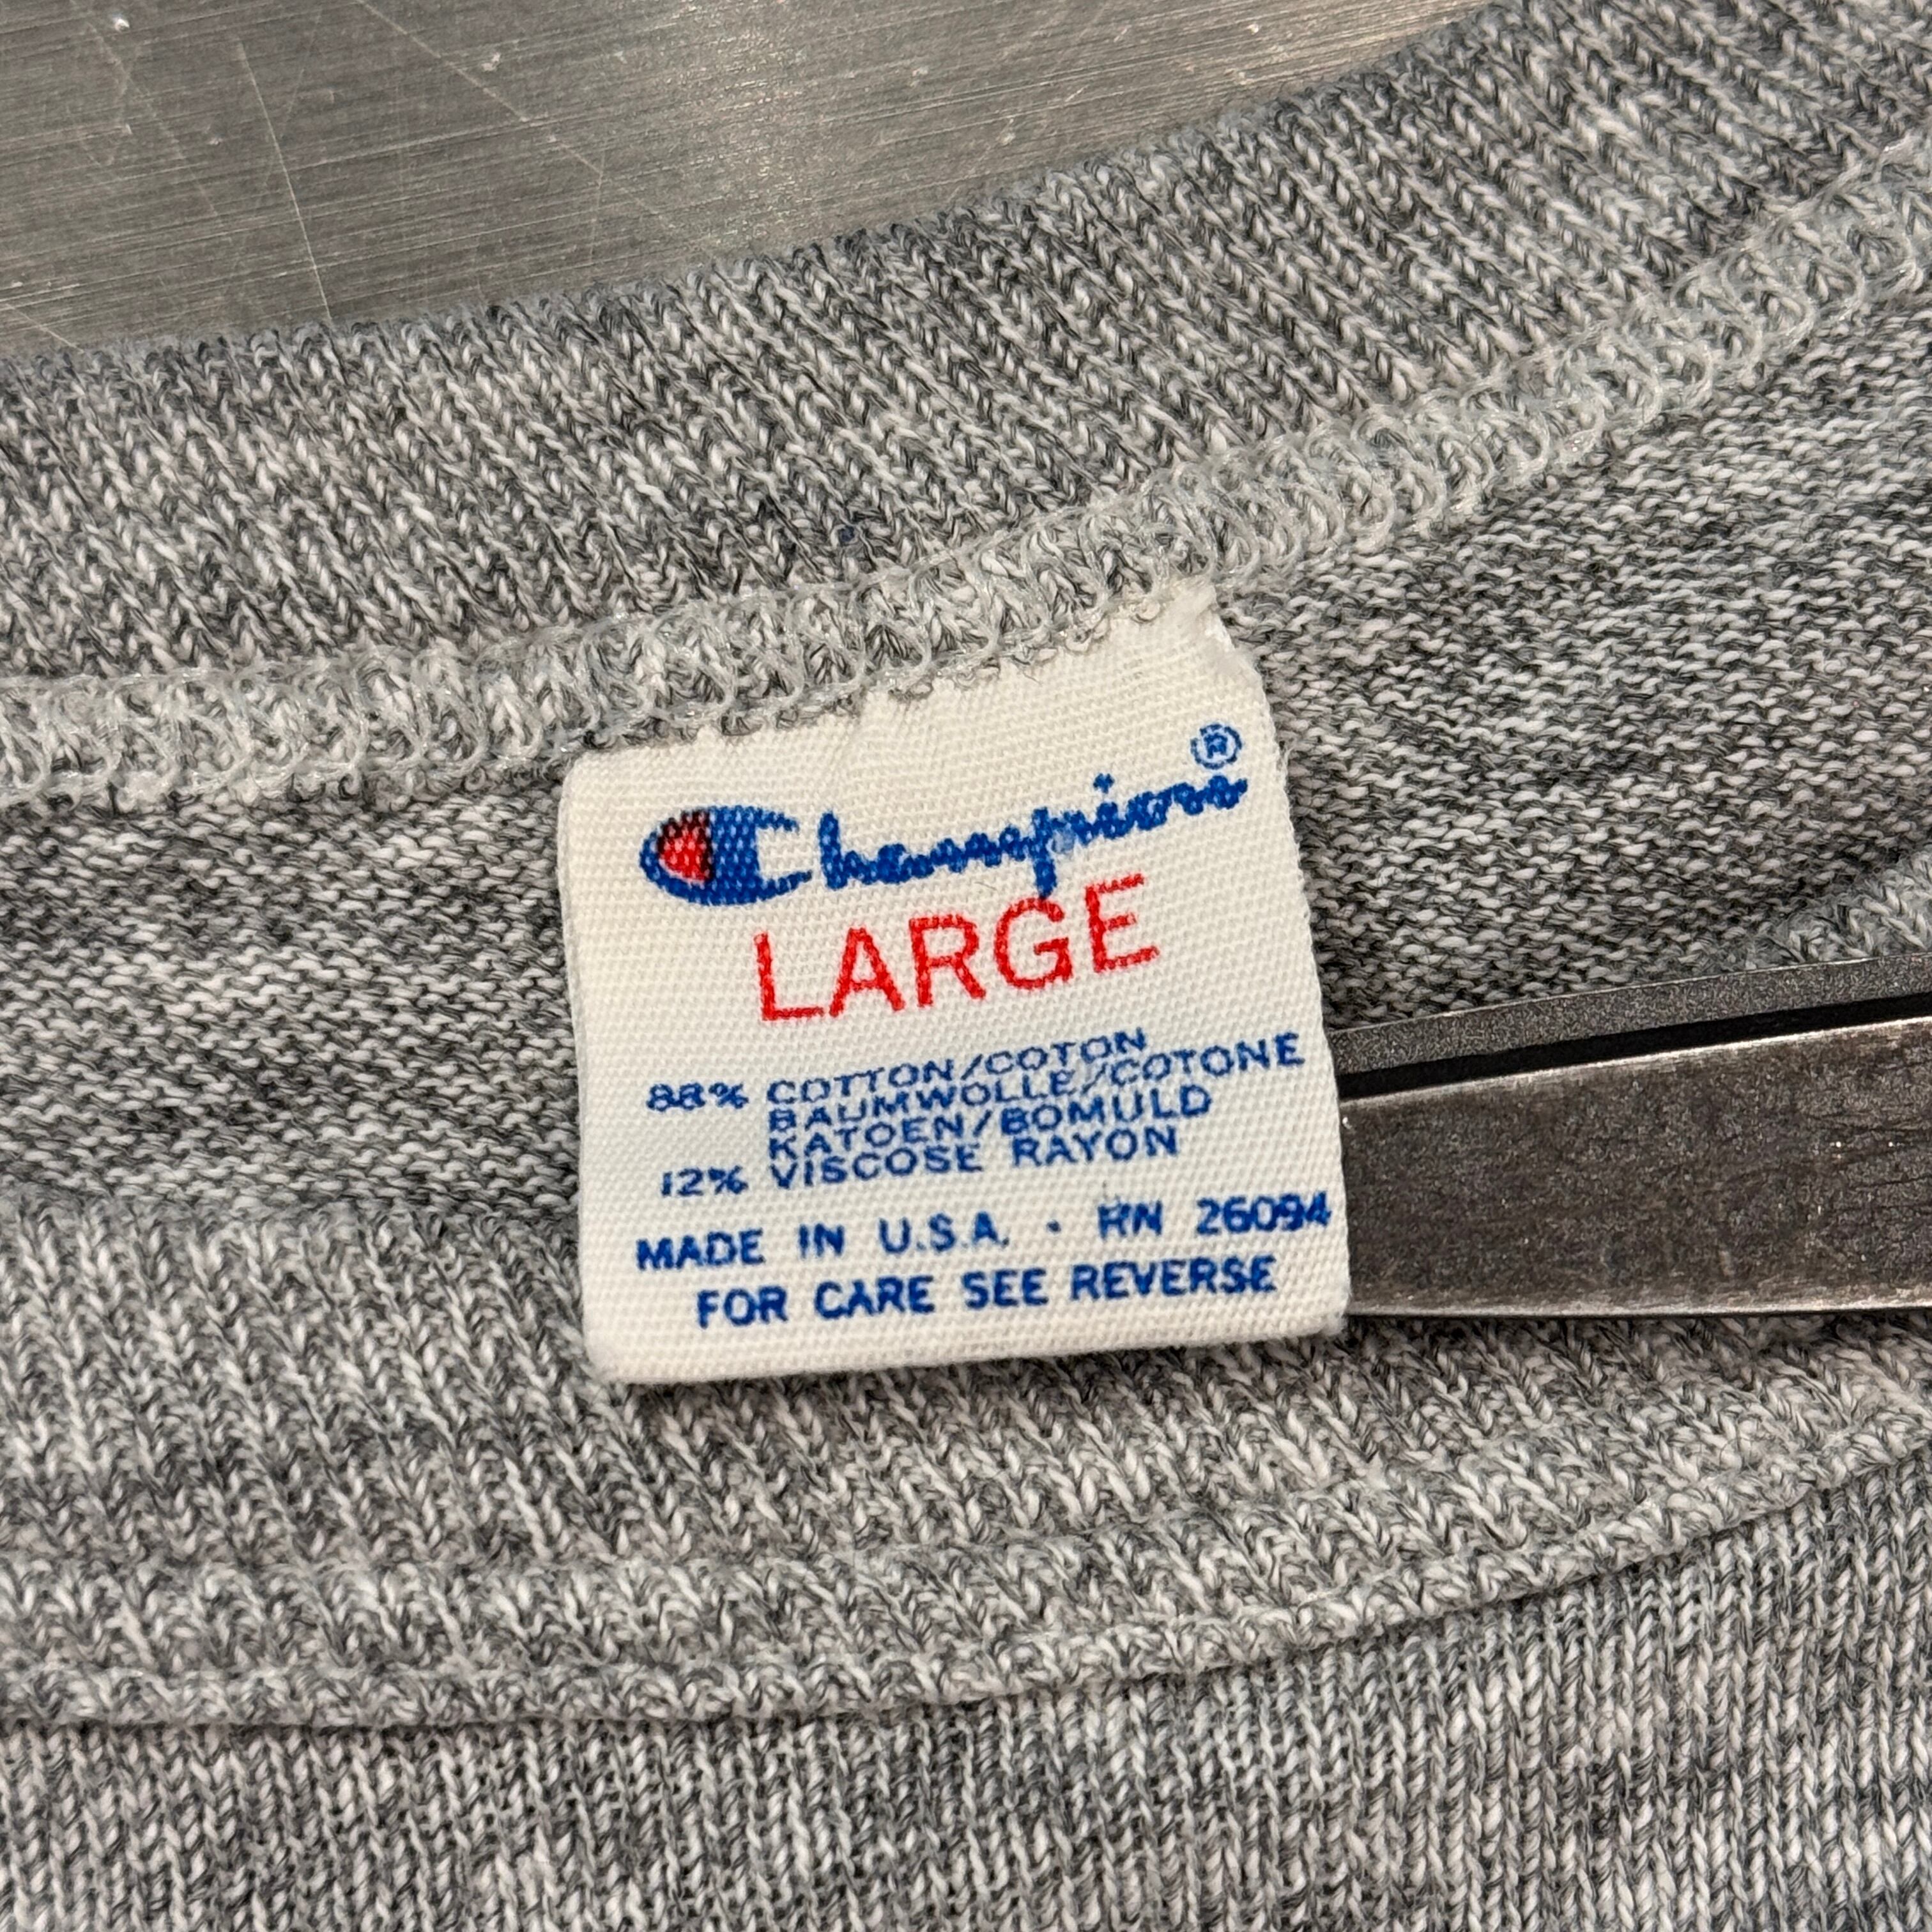 Champion®
LARGE
88% COTTON/COTON
BAUMWOLLE/COTONE
KATOEN/BOMULD
12% VISCOSE RAYON
MADE IN U.S.A. · RN 26094
FOR CARE SEE REVERSE